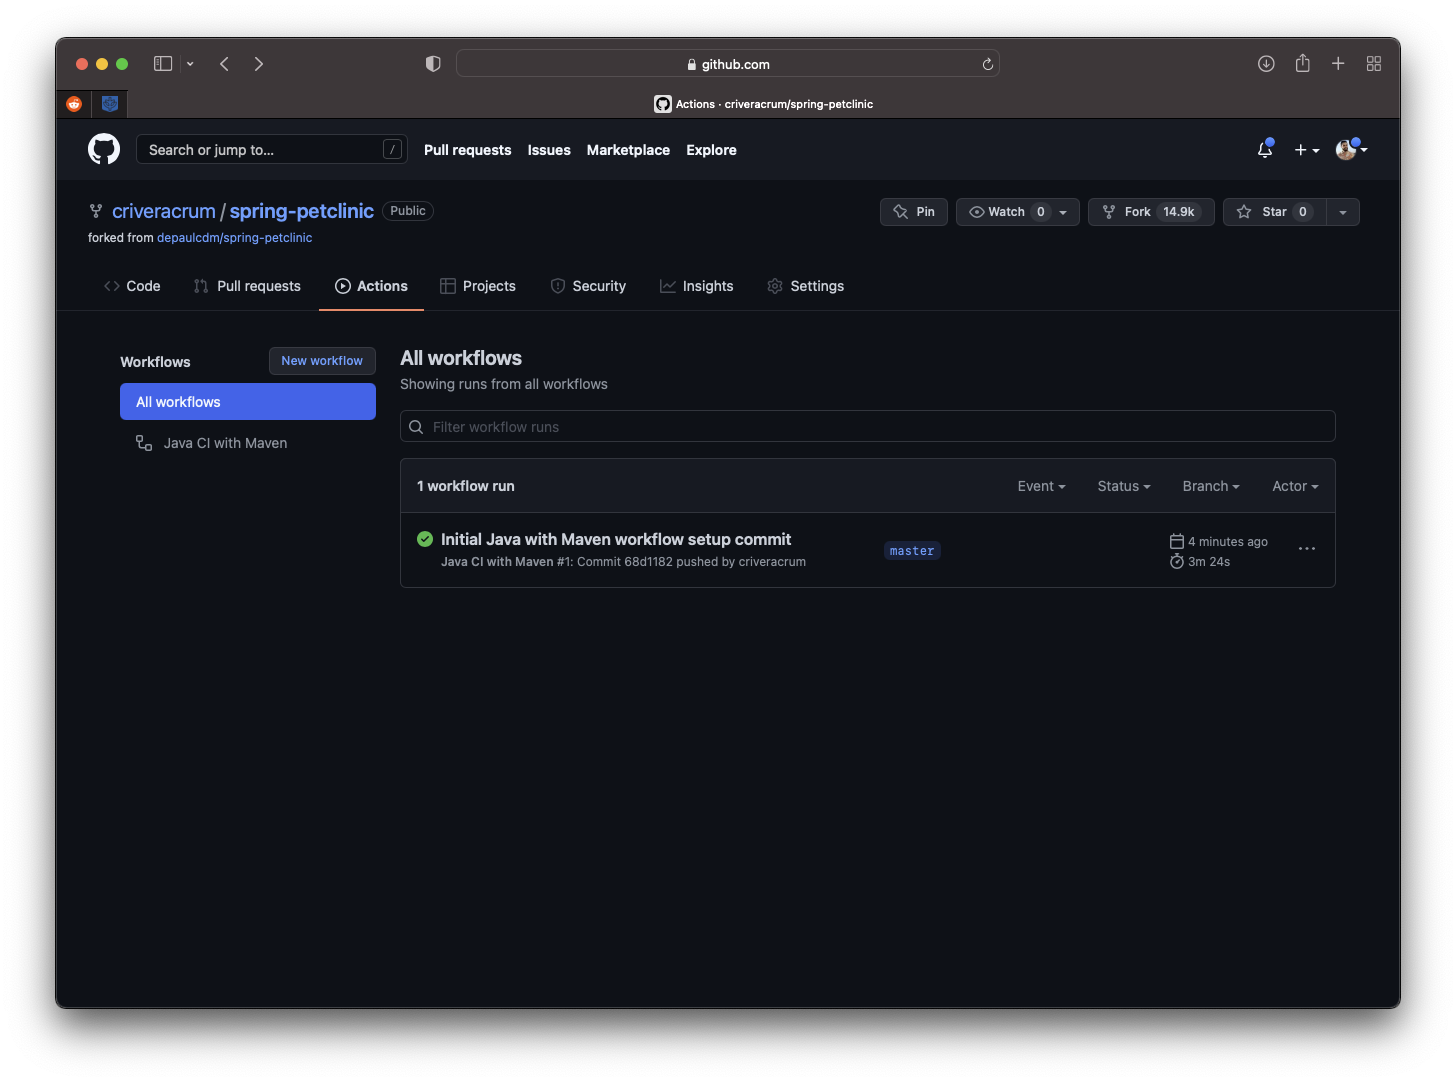 github.com
Actions · criveracrum/spring-petclinic
Search or jump to... /
Pull requests Issues Marketplace Explore
criveracrum / spring-petclinic Public
Pin Watch 0 Fork 14.9k Star 0
forked from depaulcdm/spring-petclinic
Code Pull requests Actions Projects Security Insights Settings
Workflows New workflow
All workflows
Java CI with Maven
All workflows
Showing runs from all workflows
Filter workflow runs
1 workflow run Event Status Branch Actor
Initial Java with Maven workflow setup commit
Java CI with Maven #1: Commit 68d1182 pushed by criveracrum
master
4 minutes ago
3m 24s